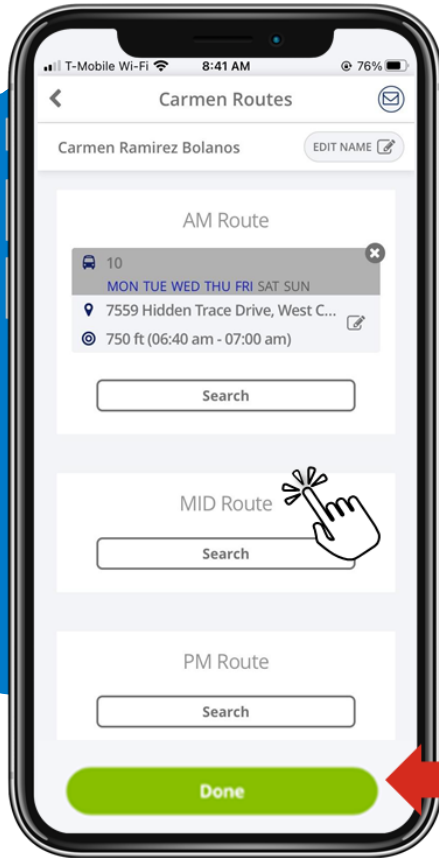 T-Mobile Wi-Fi 8:41 AM 76%
Carmen Routes
Carmen Ramirez Bolanos EDIT NAME
AM Route
10
MON TUE WED THU FRI SAT SUN
7559 Hidden Trace Drive, West C...
750 ft (06:40 am - 07:00 am)
Search
MID Route
Search
PM Route
Search
Done